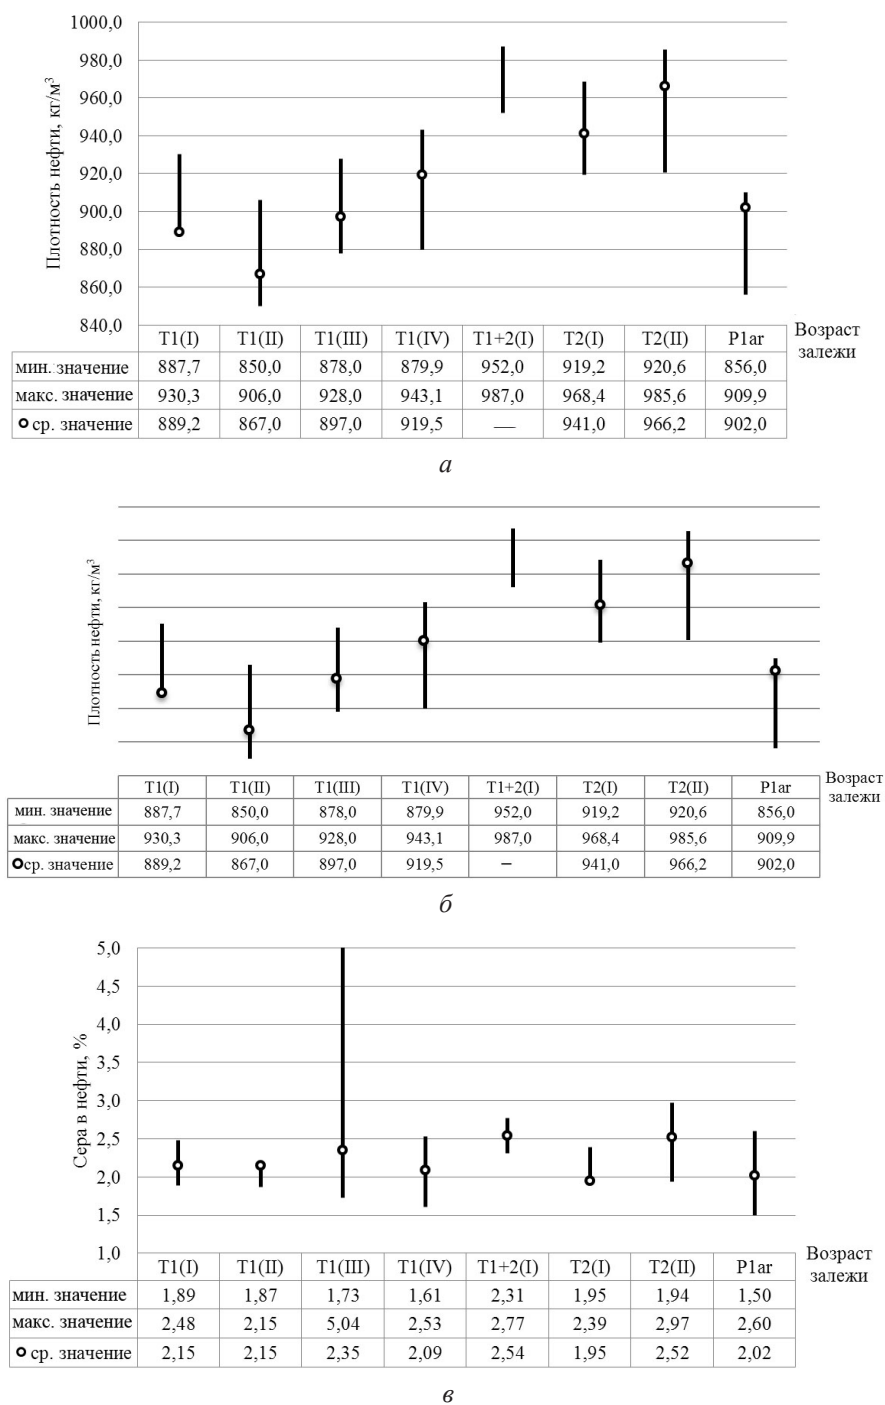 1000,0
980,0
960,0
940,0
920,0
900,0
880,0
860,0
840,0
Плотность нефти, кг/м³
T1(I) T1(II) T1(III) T1(IV) T1+2(I) T2(I) T2(II) P1ar
Возраст
залежи
мин. значение 887,7 850,0 878,0 879,9 952,0 919,2 920,6 856,0
макс. значение 930,3 906,0 928,0 943,1 987,0 968,4 985,6 909,9
ср. значение 889,2 867,0 897,0 919,5 — 941,0 966,2 902,0
а
Плотность нефти, кг/м³
T1(I) T1(II) T1(III) T1(IV) T1+2(I) T2(I) T2(II) P1ar
Возраст
залежи
мин. значение 887,7 850,0 878,0 879,9 952,0 919,2 920,6 856,0
макс. значение 930,3 906,0 928,0 943,1 987,0 968,4 985,6 909,9
ср. значение 889,2 867,0 897,0 919,5 – 941,0 966,2 902,0
б
5,0
4,5
4,0
3,5
3,0
2,5
2,0
1,5
1,0
Сера в нефти, %
T1(I) T1(II) T1(III) T1(IV) T1+2(I) T2(I) T2(II) P1ar
Возраст
залежи
мин. значение 1,89 1,87 1,73 1,61 2,31 1,95 1,94 1,50
макс. значение 2,48 2,15 5,04 2,53 2,77 2,39 2,97 2,60
ср. значение 2,15 2,15 2,35 2,09 2,54 1,95 2,52 2,02
в